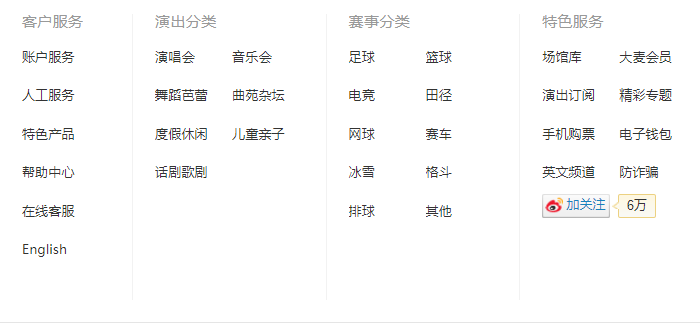 客户服务
账户服务
人工服务
特色产品
帮助中心
在线客服
English
演出分类
演唱会 音乐会
舞蹈芭蕾 曲苑杂坛
度假休闲 儿童亲子
话剧歌剧
赛事分类
足球 篮球
电竞 田径
网球 赛车
冰雪 格斗
排球 其他
特色服务
场馆库 大麦会员
演出订阅 精彩专题
手机购票 电子钱包
英文频道 防诈骗
加关注 6万